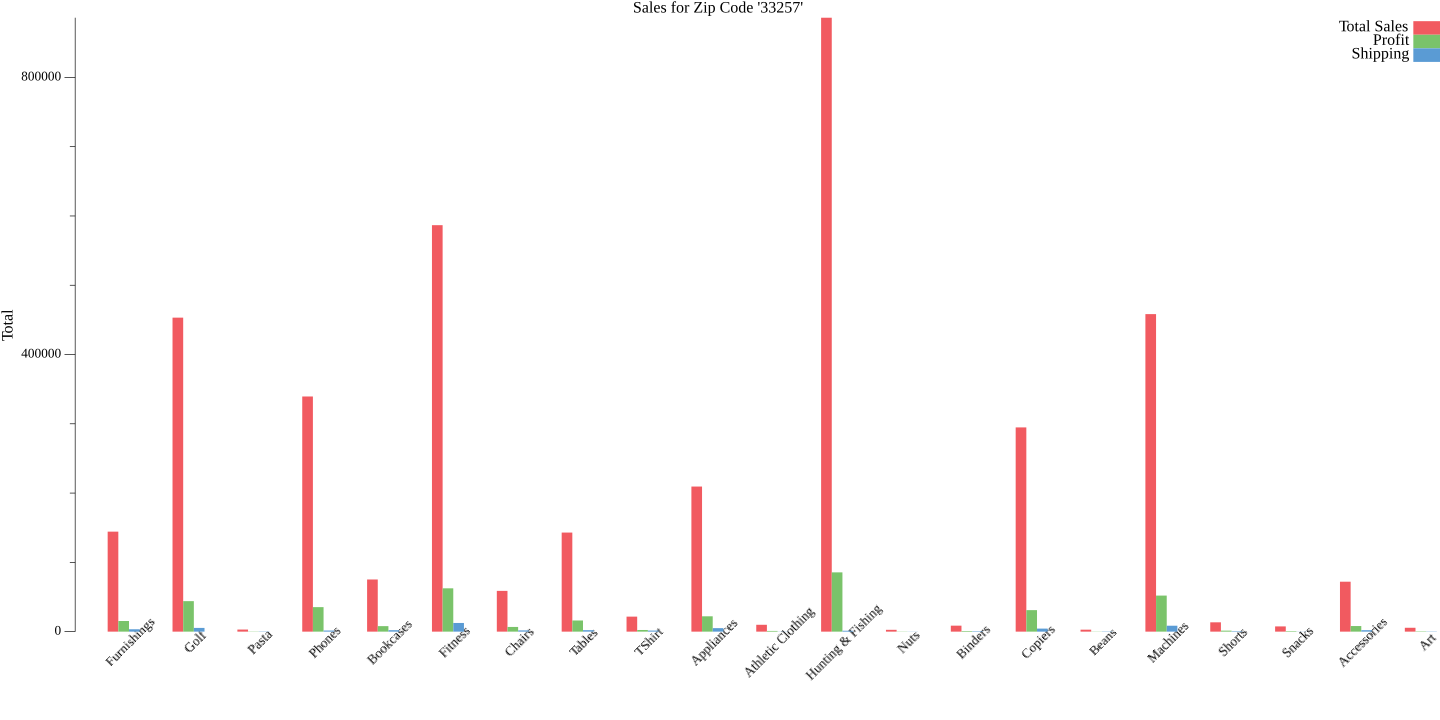 Sales for Zip Code '33257'
Total Sales
Profit
Shipping
800000
400000
0
Total
Furnishings
Golf
Pasta
Phones
Bookcases
Fitness
Chairs
Tables
TShirt
Appliances
Athletic Clothing
Hunting & Fishing
Nuts
Binders
Copiers
Beans
Machines
Shorts
Snacks
Accessories
Art